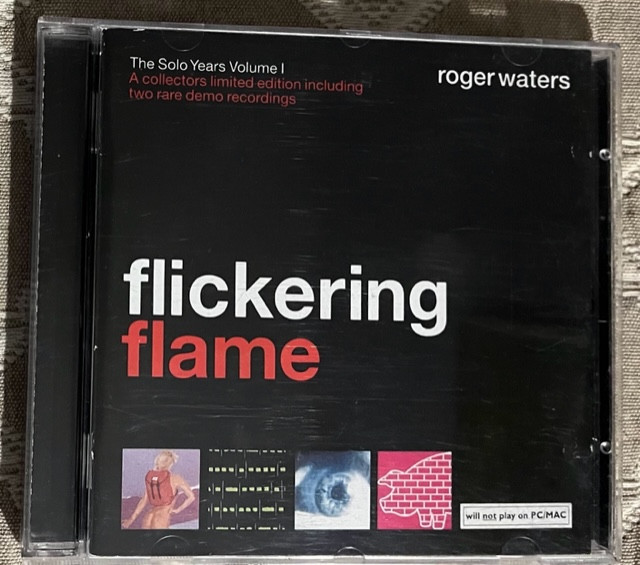 The Solo Years Volume I
A collectors limited edition including
two rare demo recordings
roger waters
flickering
flame
will not play on PC/MAC